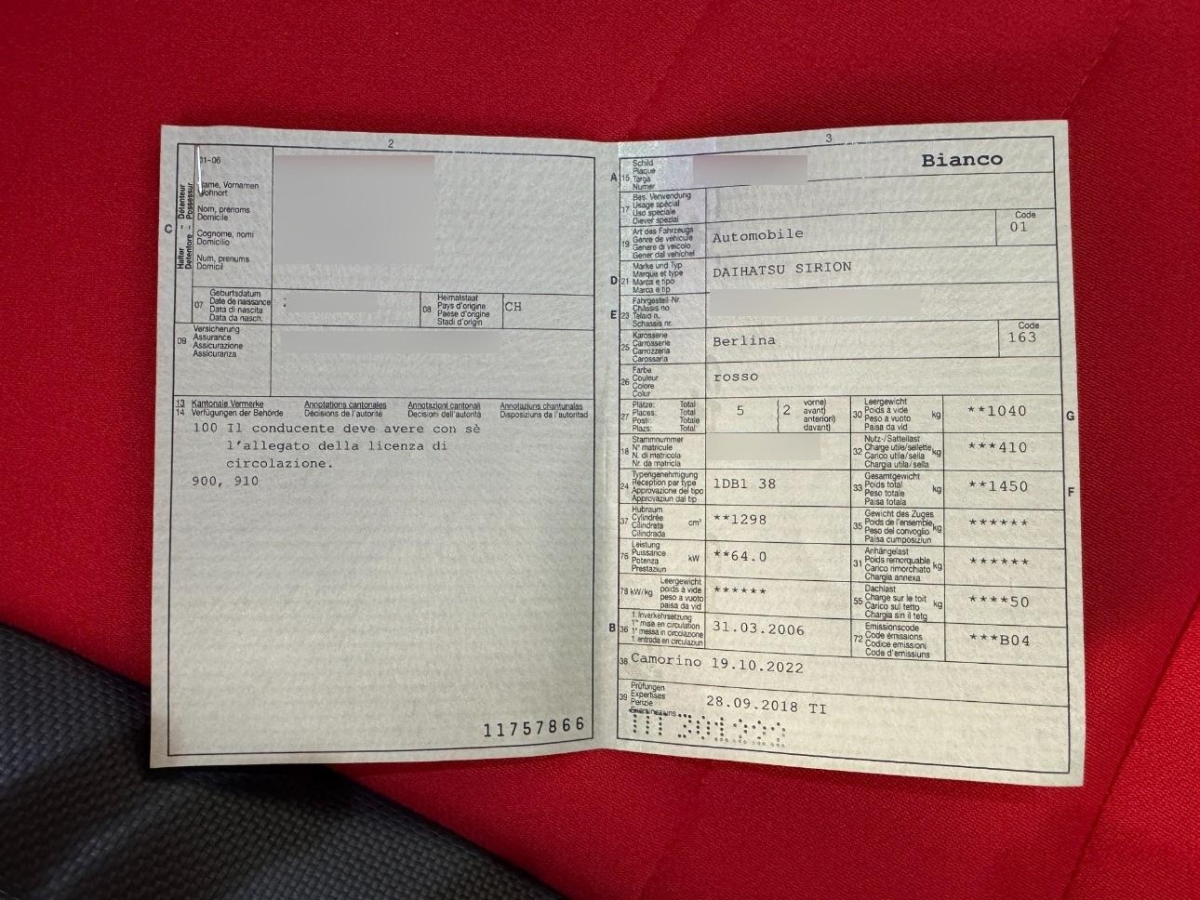 2
C
Halter - Détenteur
Detentore - Possessur
01-06
Name, Vornamen
Wohnort
Nom, prénoms
Domicile
Cognome, nomi
Domicilio
Num, prenums
Domicil
07
Geburtsdatum
Date de naissance
Data di nascita
Data da nasch.
08
Heimatstaat
Pays d'origine
Paese d'origine
Stadi d'origin
CH
09
Versicherung
Assurance
Assicurazione
Assicuranza
13 Kantonale Vermerke Annotations cantonales Annotazioni cantonali Annotaziuns chantunales
14 Verfügungen der Behörde Décisions de l'autorité Decisioni dell'autorità Disposiziuns da l'autoritad
100 Il conducente deve avere con sè
l'allegato della licenza di
circolazione.
900, 910
11757866
3
A 15
Schild
Plaque
Targa
Numer
Bianco
17
Bes. Verwendung
Usage spécial
Uso speciale
Diever spezial
19
Art des Fahrzeugs
Genre de véhicule
Genere di veicolo
Gener dal vehichel
Automobile
Code
01
D 21
Marke und Typ
Marque et type
Marca e tipo
Marca e tip
DAIHATSU SIRION
E 23
Fahrgestell-Nr.
Châssis no
Telaio n.
Schassis nr.
25
Karosserie
Carrosserie
Carrozzeria
Carossaria
Berlina
Code
163
26
Farbe
Couleur
Colore
Colur
rosso
27
Plätze: Total
Places: Total
Posti: Totale
Plazs: Total
5
2
vorne)
avant)
anteriori)
davant)
30
Leergewicht
Poids à vide
Peso a vuoto
Paisa da vid
kg
**1040
G
18
Stammnummer
N° matricule
N. di matricola
Nr. da matricla
32
Nutz-/Sattellast
Charge utile/sellette
Carico utile/sella
Chargia utila/sella
kg
***410
24
Typengenehmigung
Réception par type
Approvazione del tipo
Approvaziun dal tip
1DB1 38
33
Gesamtgewicht
Poids total
Peso totale
Paisa totala
kg
**1450
F
37
Hubraum
Cylindrée
Cilindrata
Cilindrada
cm³
**1298
35
Gewicht des Zuges
Poids de l'ensemble
Peso del convoglio
Paisa cumposiziun
kg
******
76
Leistung
Puissance
Potenza
Prestaziun
kW
**64.0
31
Anhängelast
Poids remorquable
Carico rimorchiato
Chargia annexa
kg
******
78 kW/kg
Leergewicht
poids à vide
peso a vuoto
paisa da vid
******
55
Dachlast
Charge sur le toit
Carico sul tetto
Chargia sin il tetg
kg
****50
B 36
1. Inverkehrsetzung
1re mise en circulation
1a messa in circolazione
1. entrada en circulaziun
31.03.2006
72
Emissionscode
Code émissions
Codice emissioni
Code d'emissiuns
***B04
38 Camorino 19.10.2022
39
Prüfungen
Expertises
Perizie
28.09.2018 TI